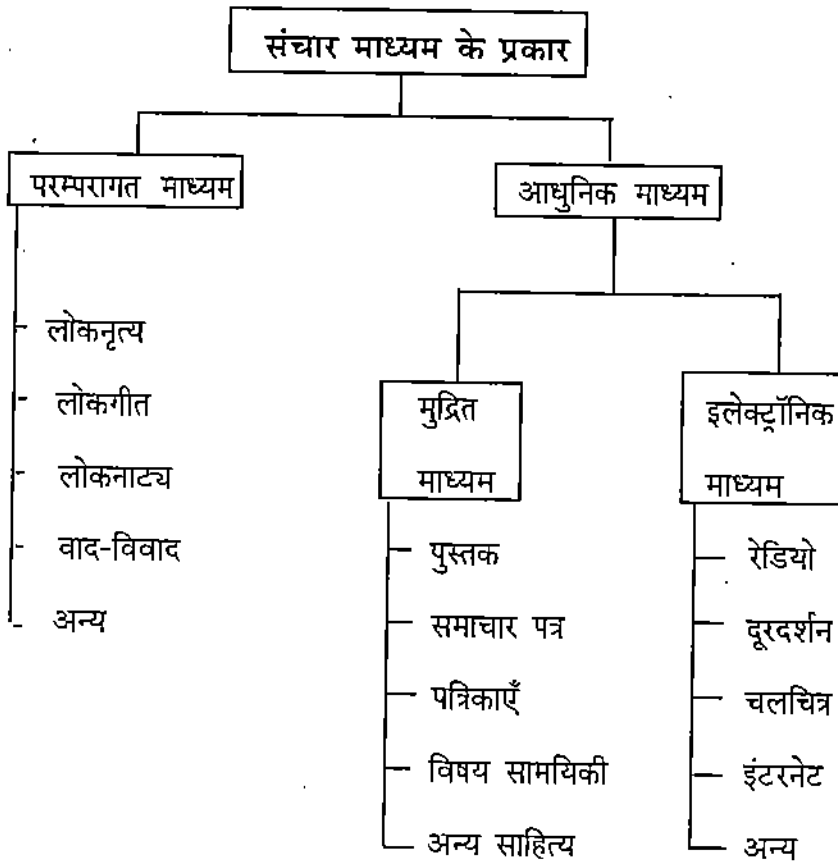 संचार माध्यम के प्रकार
परम्परागत माध्यम
लोकनृत्य
लोकगीत
लोकनाट्य
वाद-विवाद
अन्य
आधुनिक माध्यम
मुद्रित
माध्यम
पुस्तक
समाचार पत्र
पत्रिकाएँ
विषय सामयिकी
अन्य साहित्य
इलेक्ट्रॉनिक
माध्यम
रेडियो
दूरदर्शन
चलचित्र
इंटरनेट
अन्य